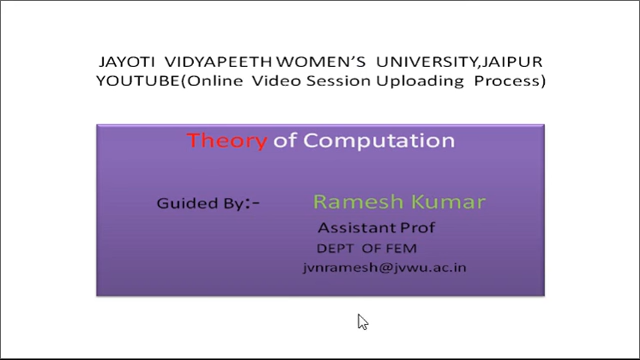 JAYOTI VIDYAPEETH WOMEN'S UNIVERSITY,JAIPUR
YOUTUBE(Online Video Session Uploading Process)
Theory of Computation
Guided By:- Ramesh Kumar
Assistant Prof
DEPT OF FEM
jvnramesh@jvwu.ac.in